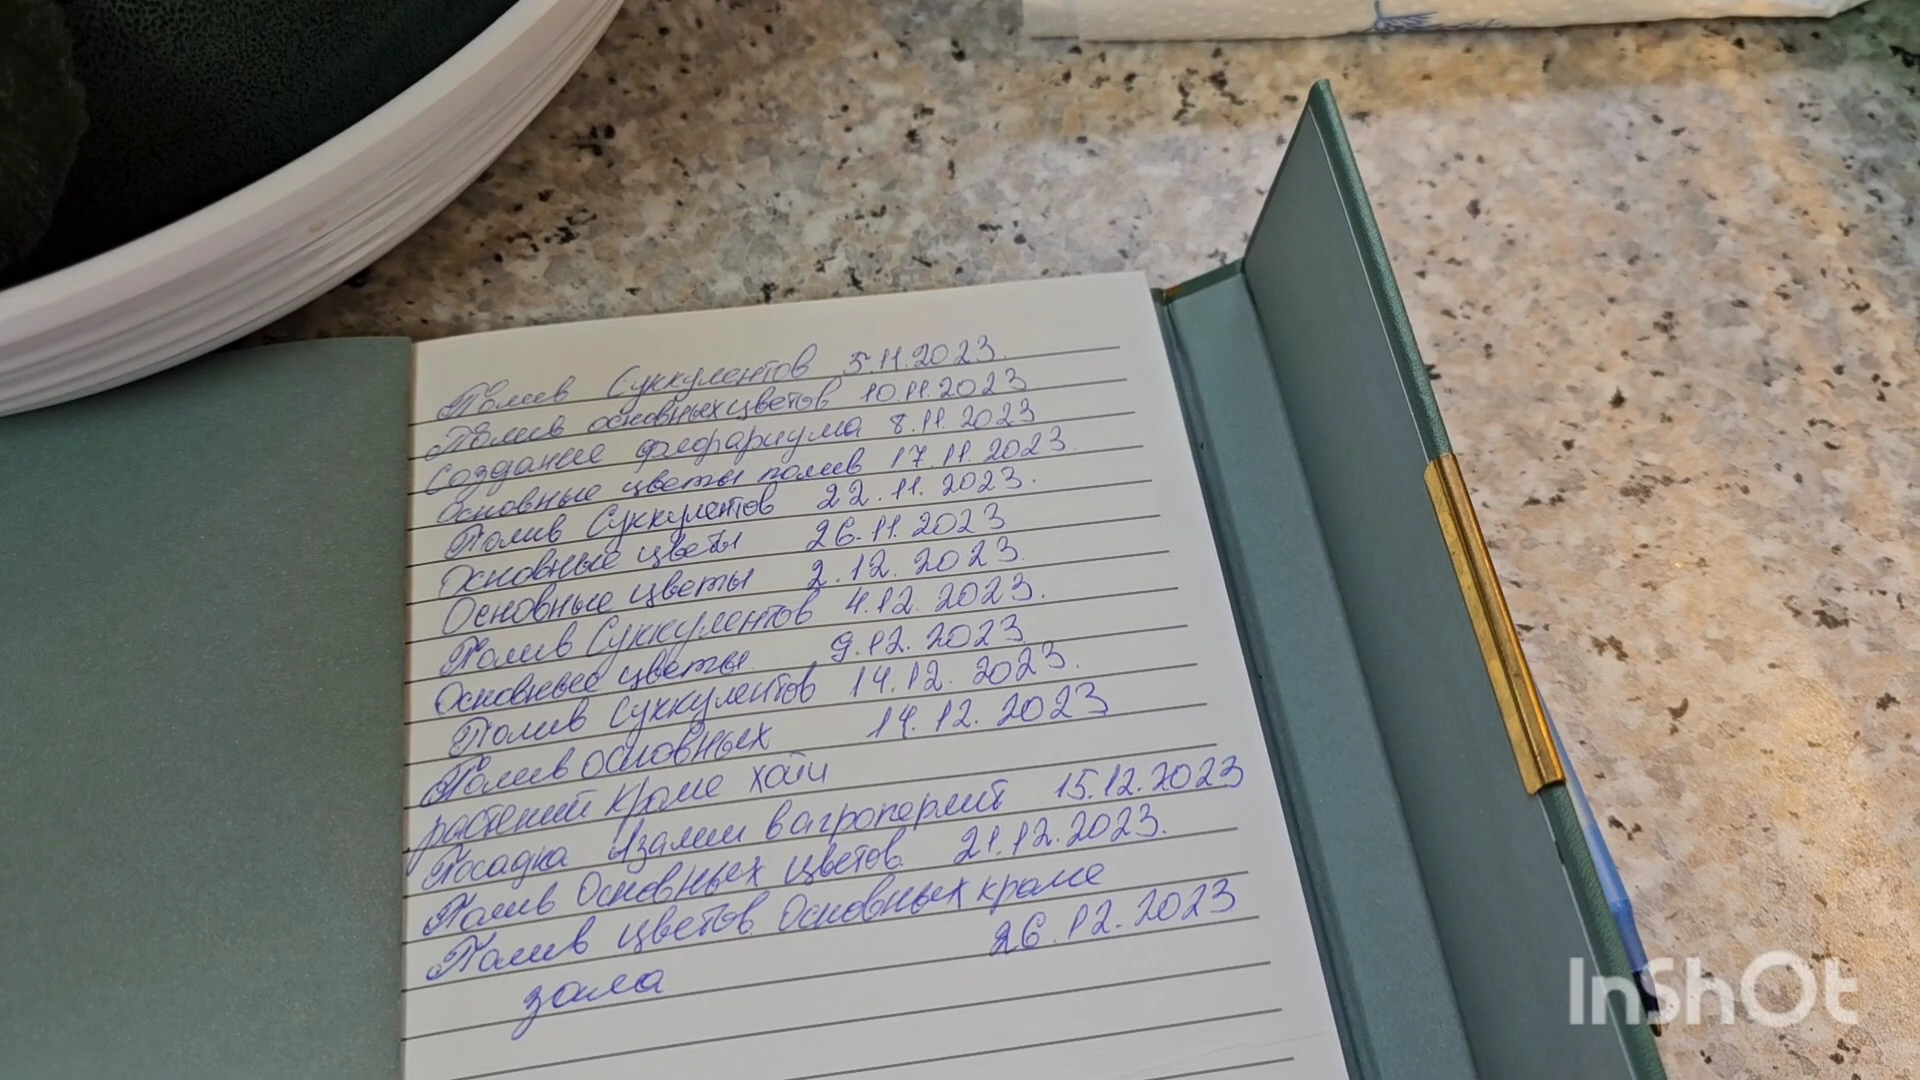 Полив Суккулентов 5.11.2023.
Полив основных цветов 10.11.2023
Создание флорариума 8.11.2023
Основные цветы полив 17.11.2023.
Полив Суккулентов 22.11.2023.
Основные цветы 26.11.2023
Основные цветы 2.12.2023.
Полив Суккулентов 4.12.2023.
Основные цветы. 9.12.2023
Полив Суккулентов 14.12.2023.
Полив основных 14.12.2023
растений кроме хойи
Посадка Азалии в агроперлит 15.12.2023
Полив Основных цветов. 21.12.2023.
Полив цветов Основных кроме
зала 26.12.2023
InShOt